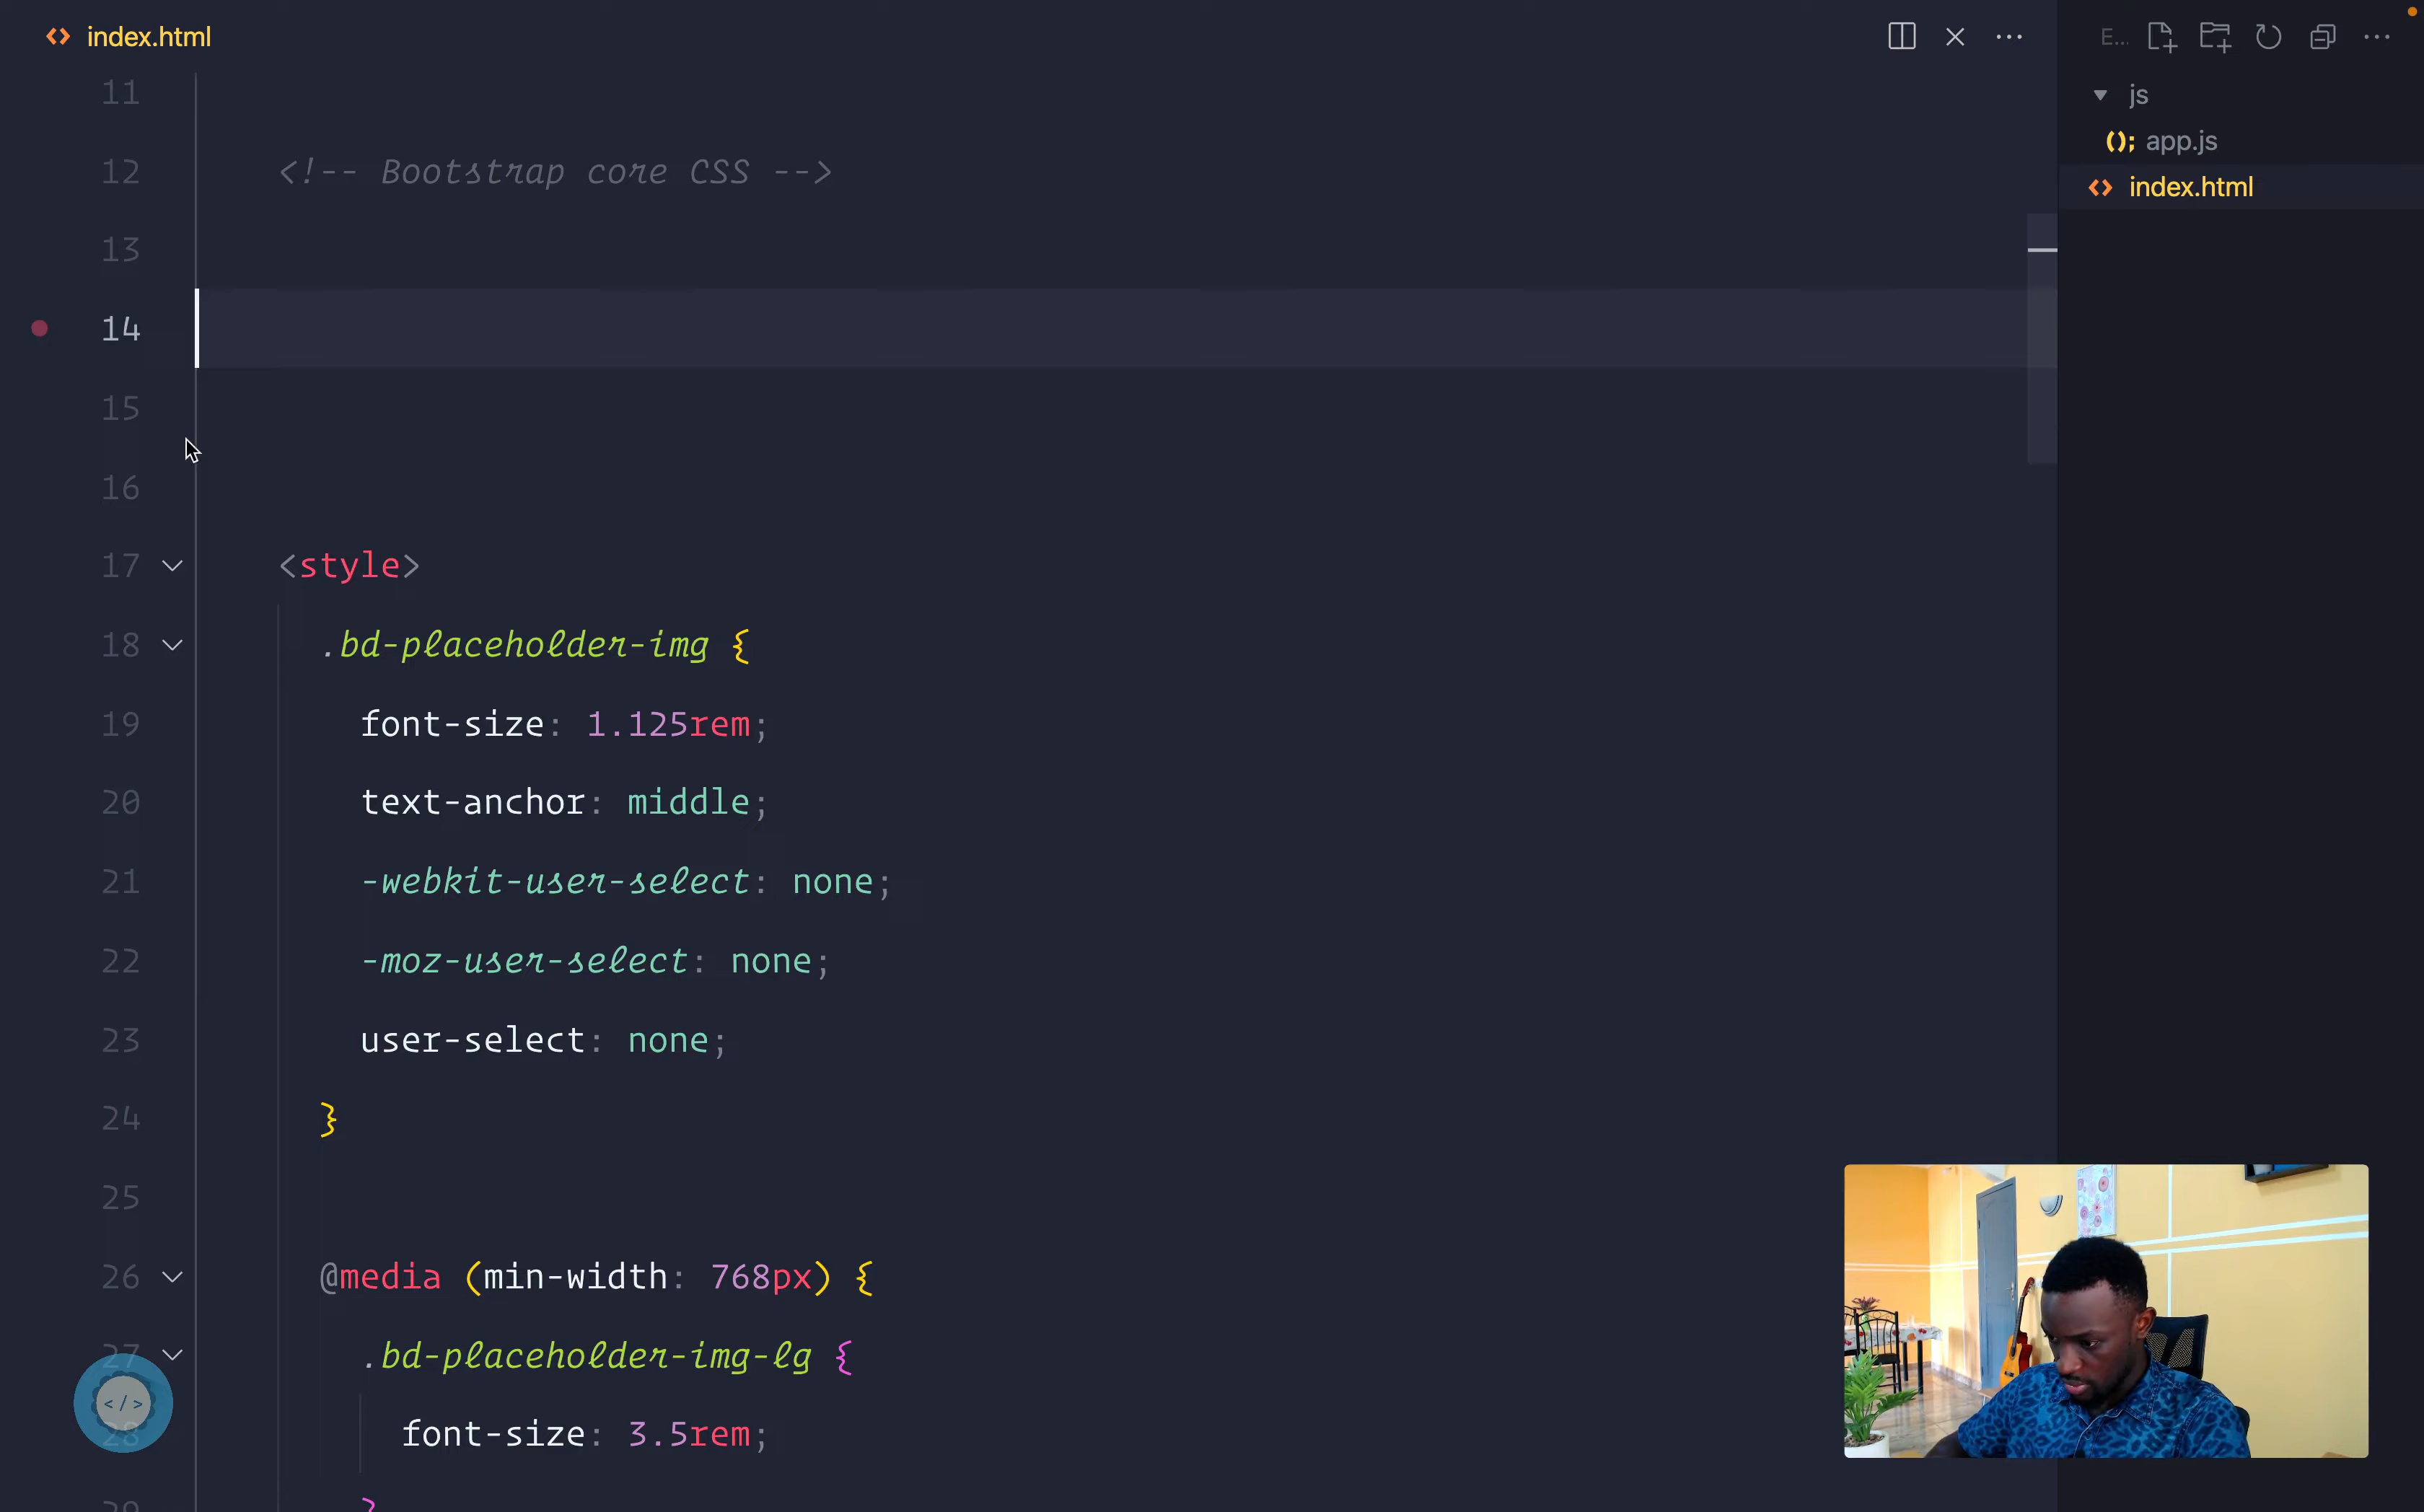 index.html
E...
js
app.js
index.html
11
12 <!-- Bootstrap core CSS -->
13
14
15
16
17 <style>
18 .bd-placeholder-img {
19 font-size: 1.125rem;
20 text-anchor: middle;
21 -webkit-user-select: none;
22 -moz-user-select: none;
23 user-select: none;
24 }
25
26 @media (min-width: 768px) {
27 .bd-placeholder-img-lg {
28 font-size: 3.5rem;
29 }
</>